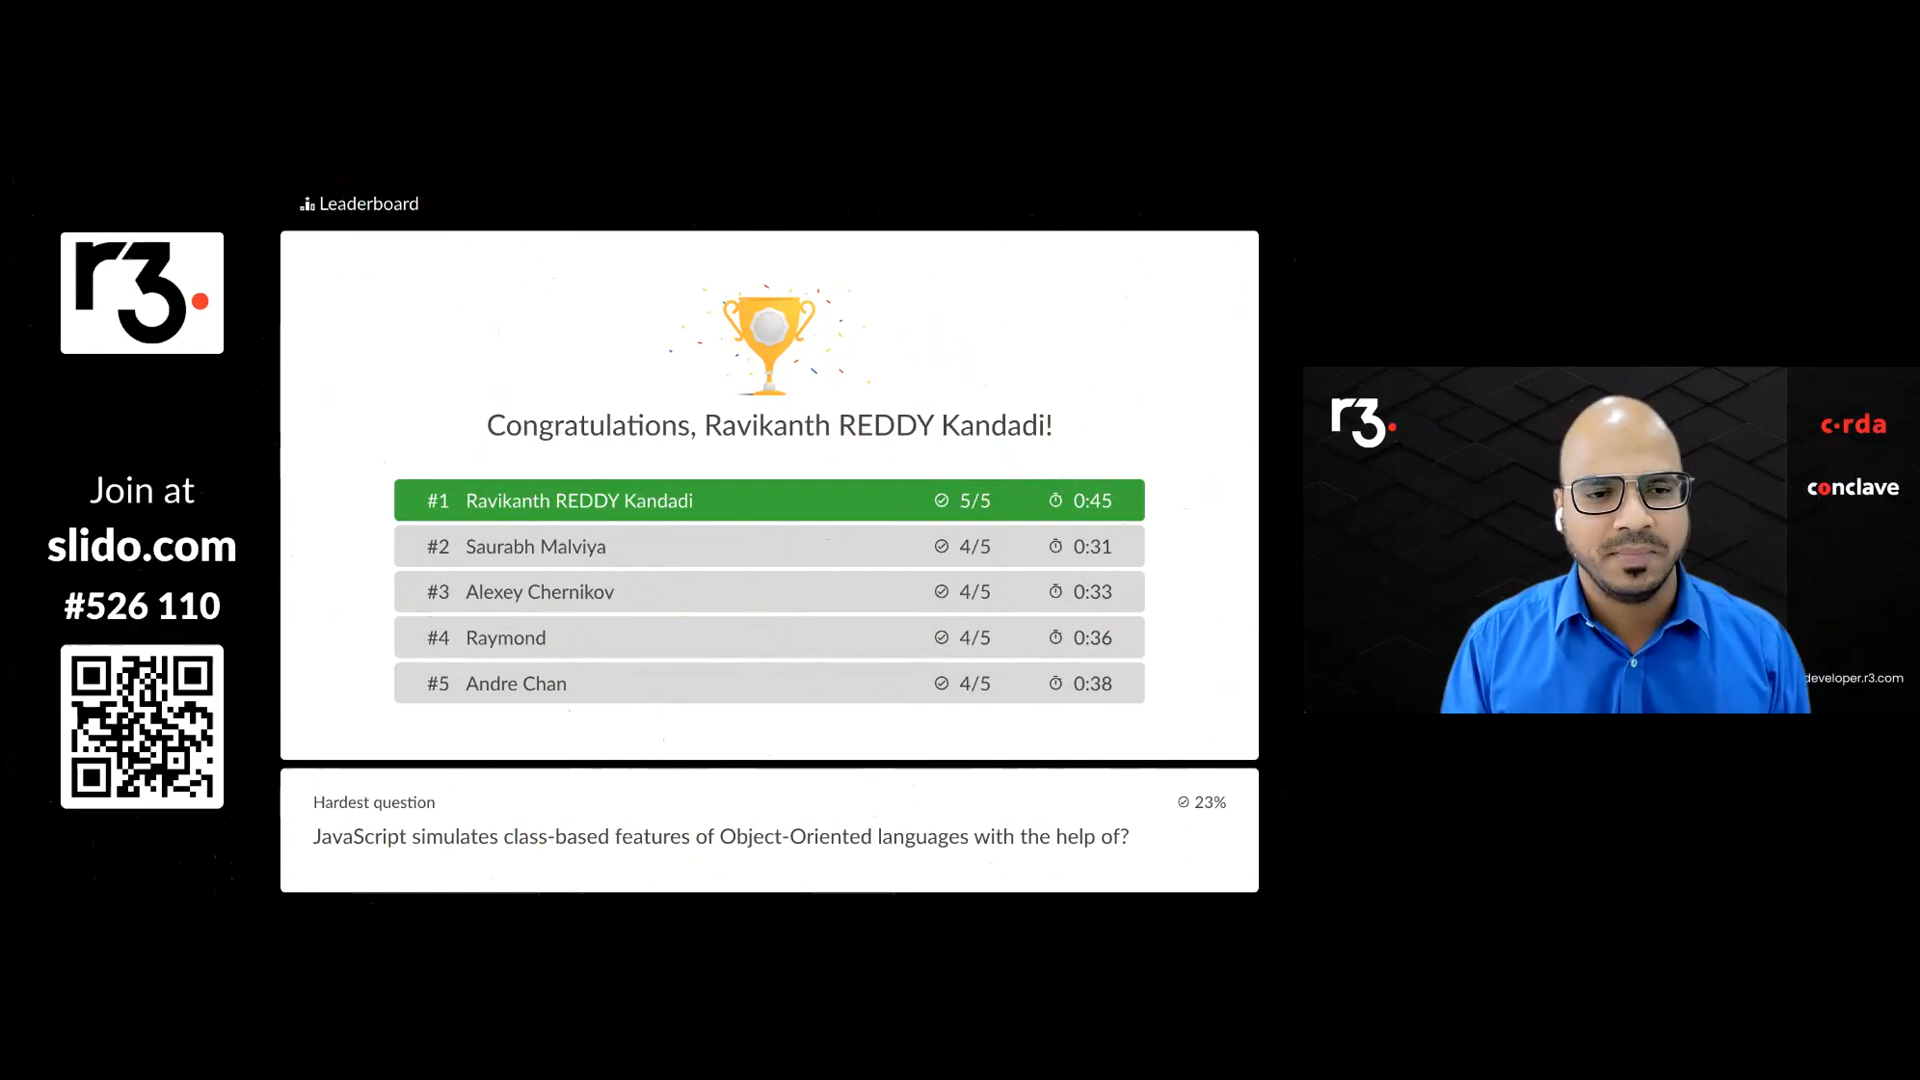 Leaderboard
r3.
Join at
slido.com
#526 110
Congratulations, Ravikanth REDDY Kandadi!
#1 Ravikanth REDDY Kandadi 5/5 0:45
#2 Saurabh Malviya 4/5 0:31
#3 Alexey Chernikov 4/5 0:33
#4 Raymond 4/5 0:36
#5 Andre Chan 4/5 0:38
Hardest question 23%
JavaScript simulates class-based features of Object-Oriented languages with the help of?
r3.
c·rda
conclave
developer.r3.com